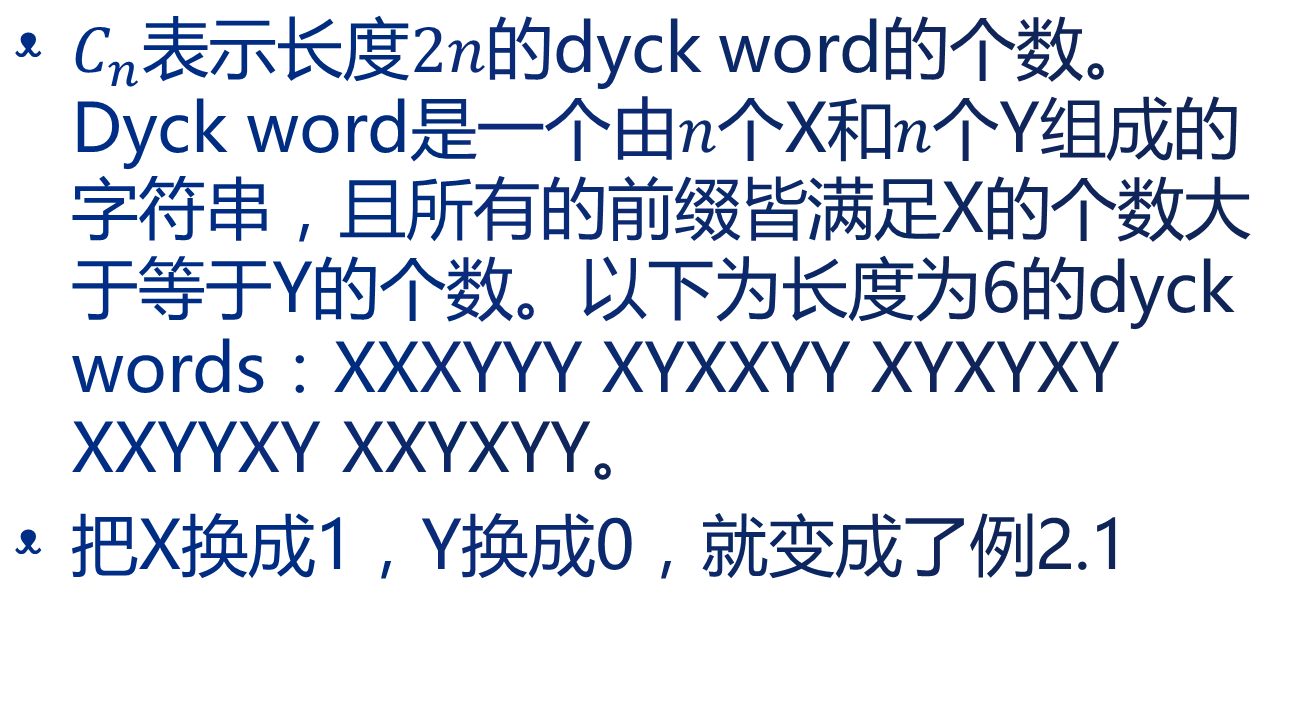 C_n表示长度2n的dyck word的个数。
Dyck word是一个由n个X和n个Y组成的
字符串，且所有的前缀皆满足X的个数大
于等于Y的个数。以下为长度为6的dyck
words：XXXYYY XYXXYY XYXYXY
XXYYXY XXYXYY。
把X换成1，Y换成0，就变成了例2.1